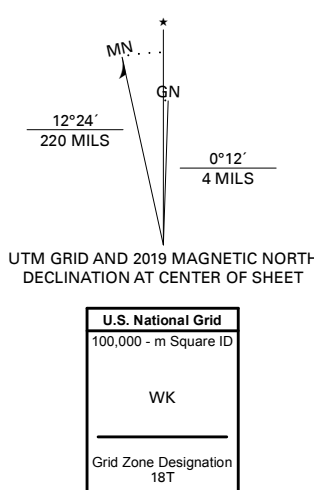 MN
GN
12°24´
220 MILS
0°12´
4 MILS
UTM GRID AND 2019 MAGNETIC NORTH
DECLINATION AT CENTER OF SHEET
U.S. National Grid
100,000 - m Square ID
WK
Grid Zone Designation
18T